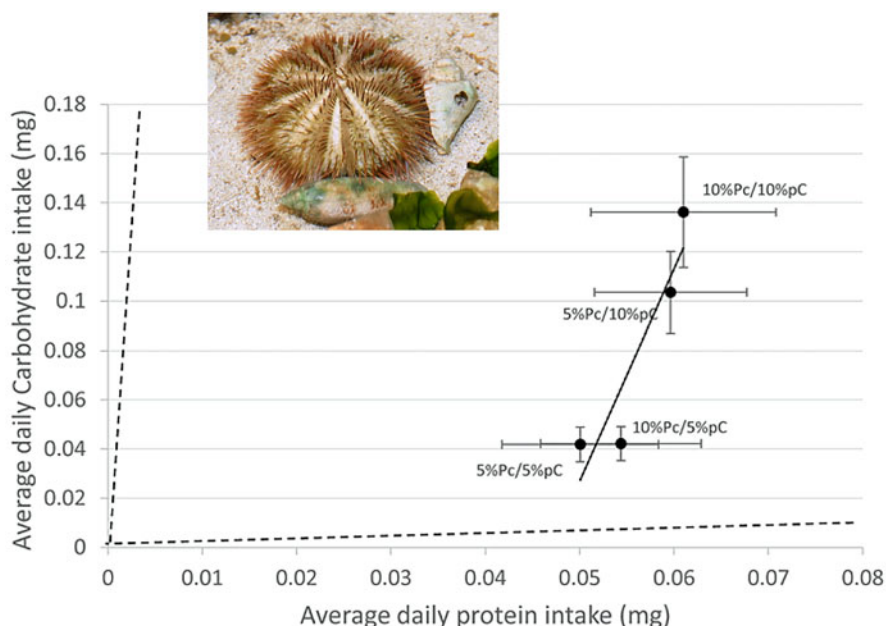 0.18
0.16
0.14
0.12
0.1
0.08
0.06
0.04
0.02
0
Average daily Carbohydrate intake (mg)
10%Pc/10%pC
5%Pc/10%pC
10%Pc/5%pC
5%Pc/5%pC
0 0.01 0.02 0.03 0.04 0.05 0.06 0.07 0.08
Average daily protein intake (mg)